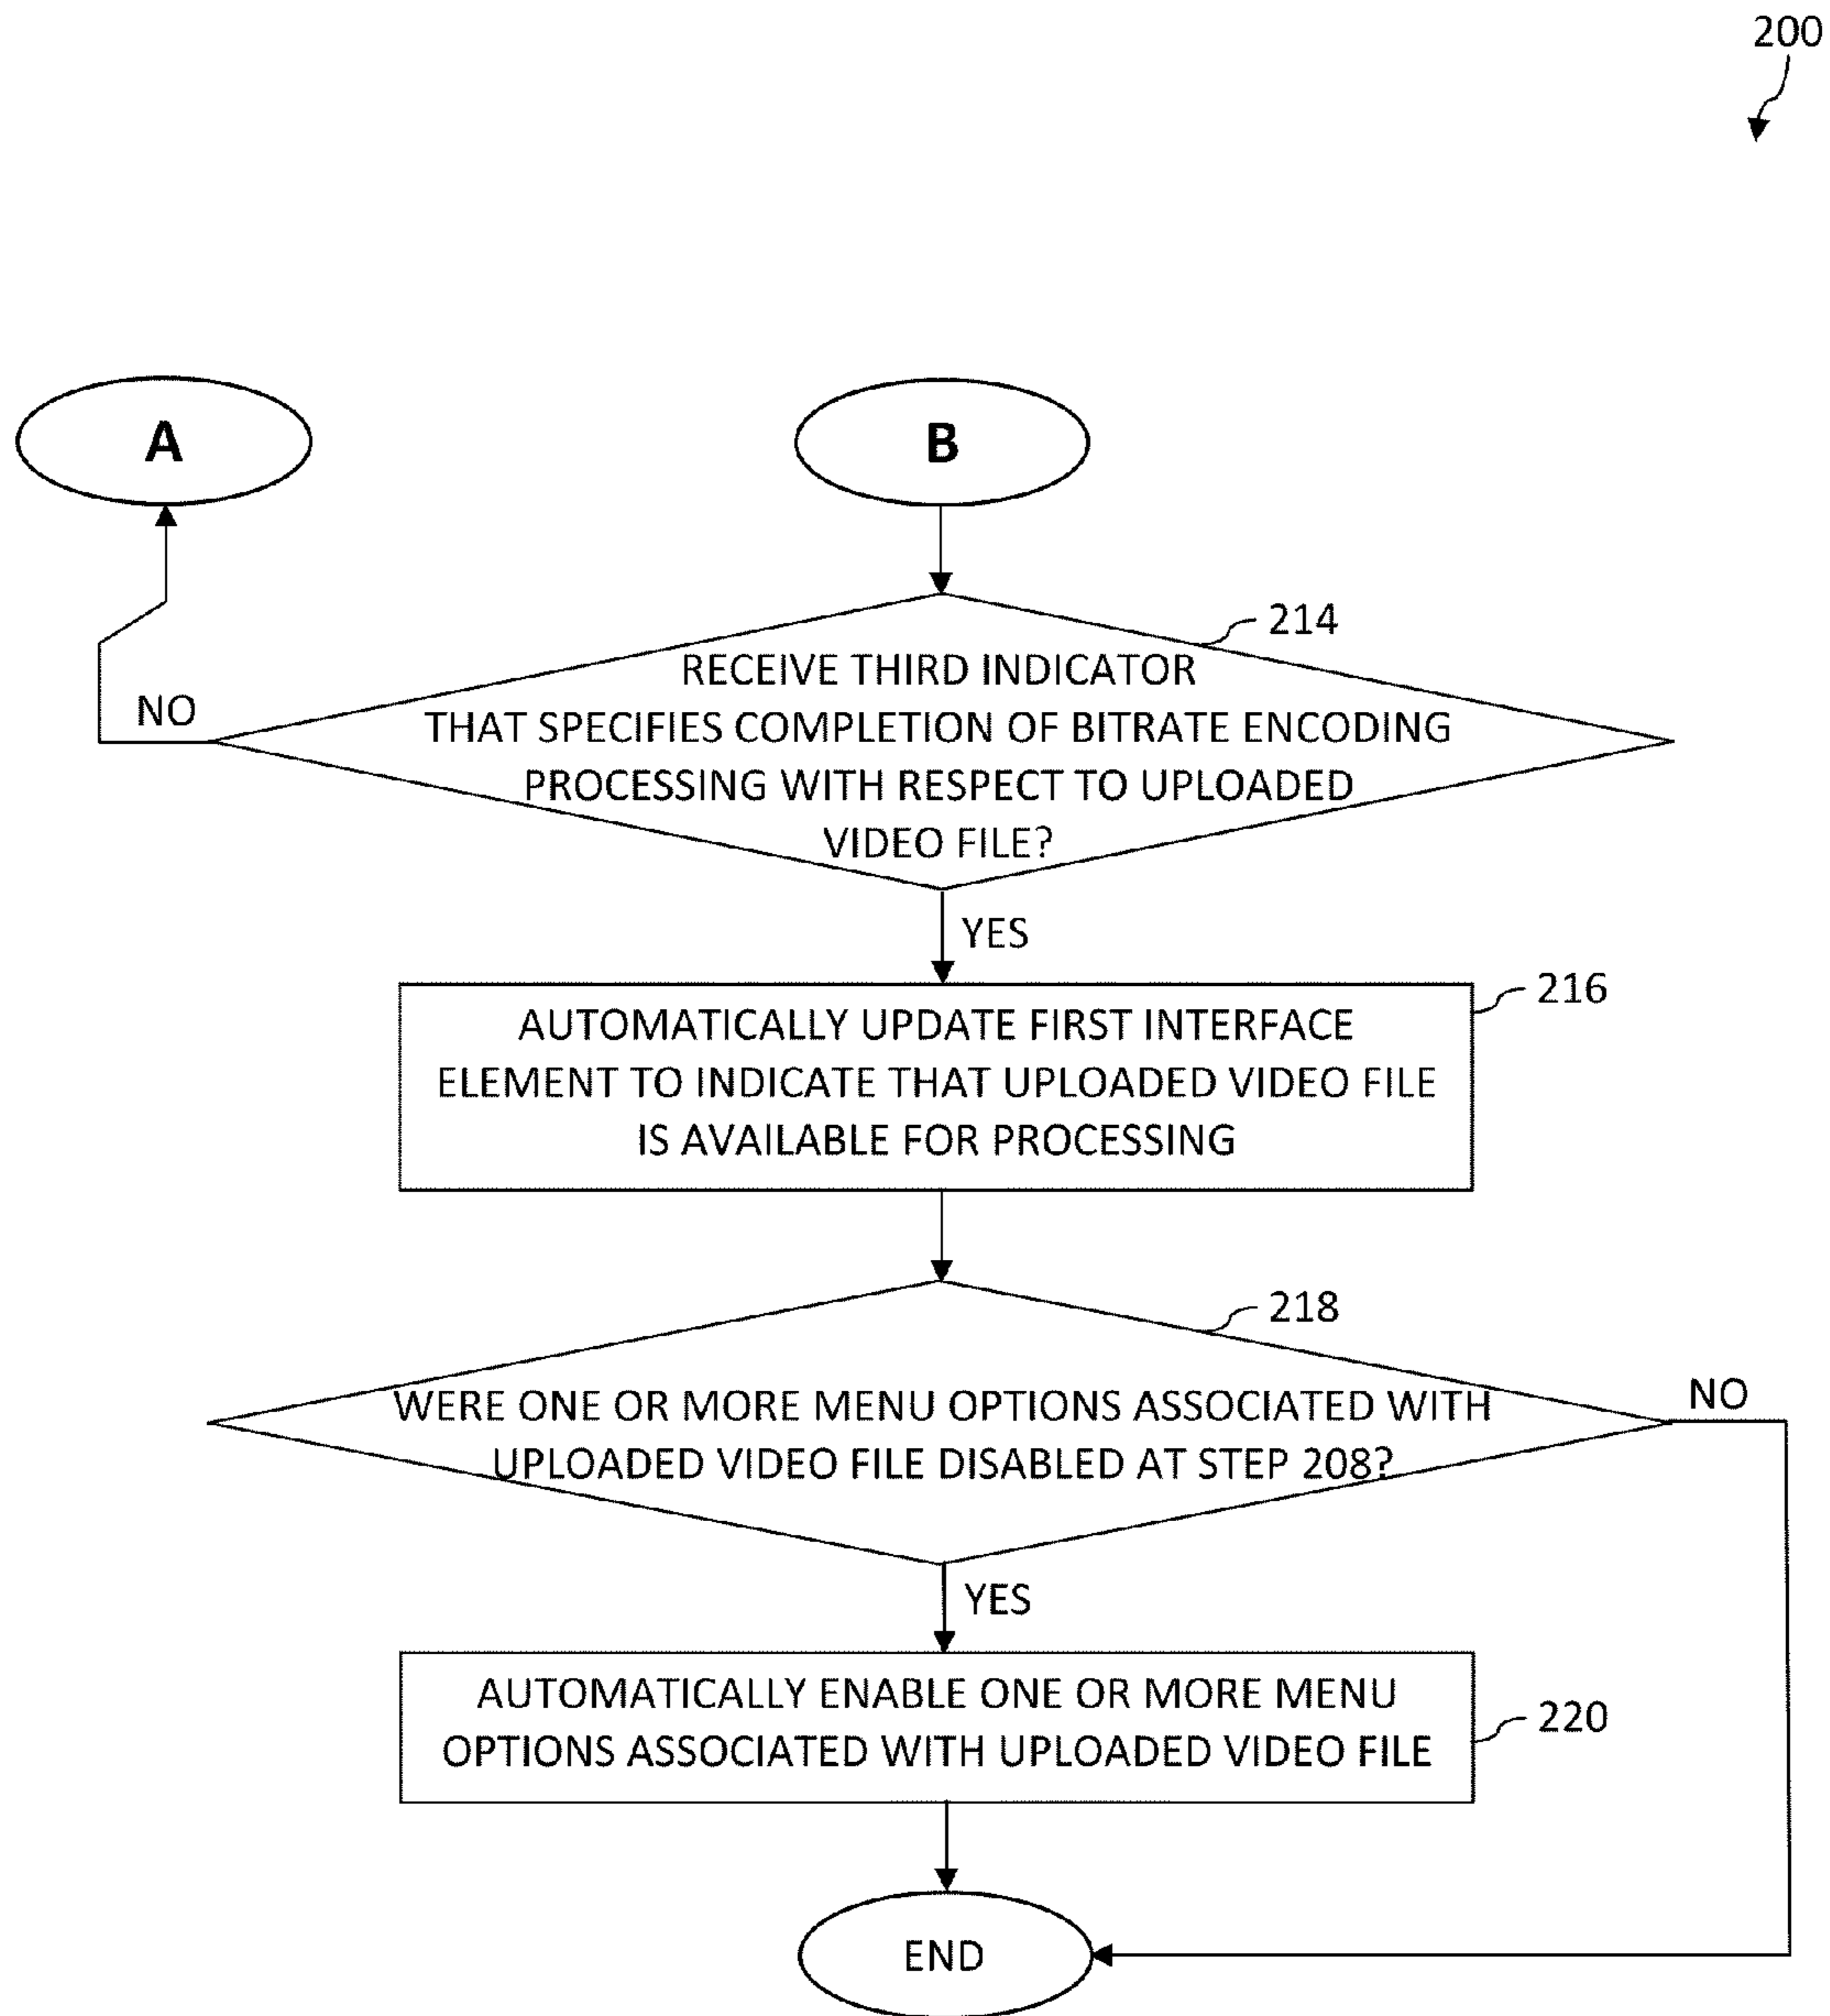 200
A
B
214
RECEIVE THIRD INDICATOR
THAT SPECIFIES COMPLETION OF BITRATE ENCODING
PROCESSING WITH RESPECT TO UPLOADED
VIDEO FILE?
NO
YES
216
AUTOMATICALLY UPDATE FIRST INTERFACE
ELEMENT TO INDICATE THAT UPLOADED VIDEO FILE
IS AVAILABLE FOR PROCESSING
218
WERE ONE OR MORE MENU OPTIONS ASSOCIATED WITH
UPLOADED VIDEO FILE DISABLED AT STEP 208?
NO
YES
AUTOMATICALLY ENABLE ONE OR MORE MENU
OPTIONS ASSOCIATED WITH UPLOADED VIDEO FILE
220
END